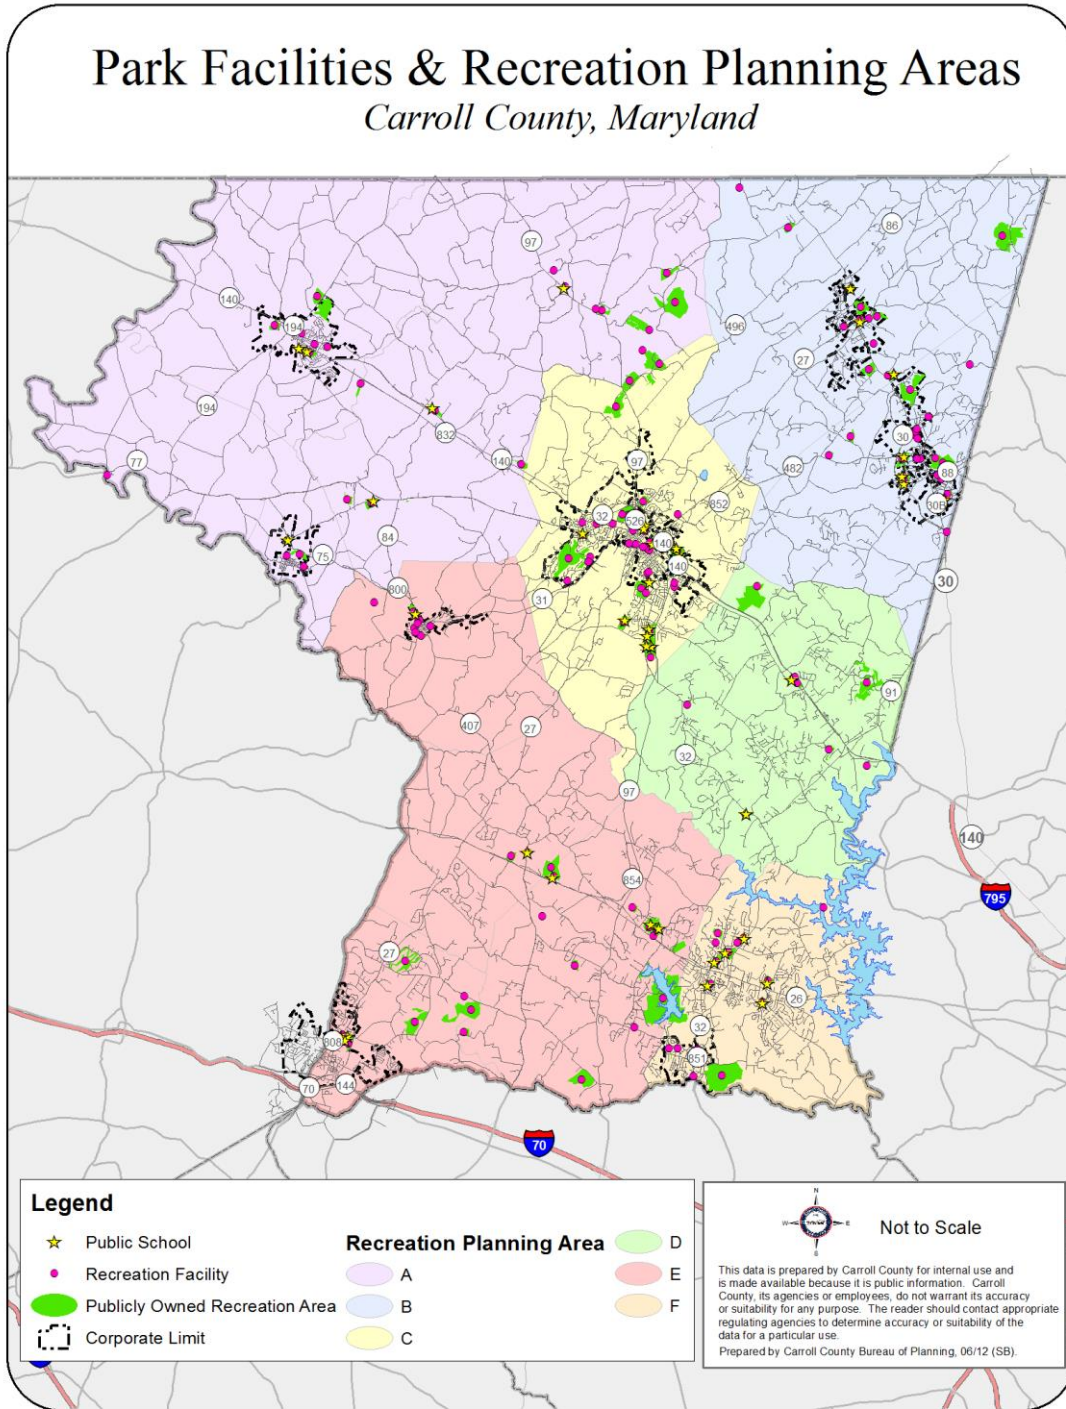 Park Facilities & Recreation Planning Areas
Carroll County, Maryland
86
97
140
194
496
27
194
832
30
77
140
97
482
88
32
852
30B
526
84
140
75
140
800
31
30
91
407
27
32
97
140
854
795
27
26
32
808
851
70
144
70
Legend
Public School
Recreation Facility
Publicly Owned Recreation Area
Corporate Limit
Recreation Planning Area
A
B
C
D
E
F
N
W
E
S
Not to Scale
This data is prepared by Carroll County for internal use and
is made available because it is public information. Carroll
County, its agencies or employees, do not warrant its accuracy
or suitability for any purpose. The reader should contact appropriate
regulating agencies to determine accuracy or suitability of the
data for a particular use.
Prepared by Carroll County Bureau of Planning, 06/12 (SB).